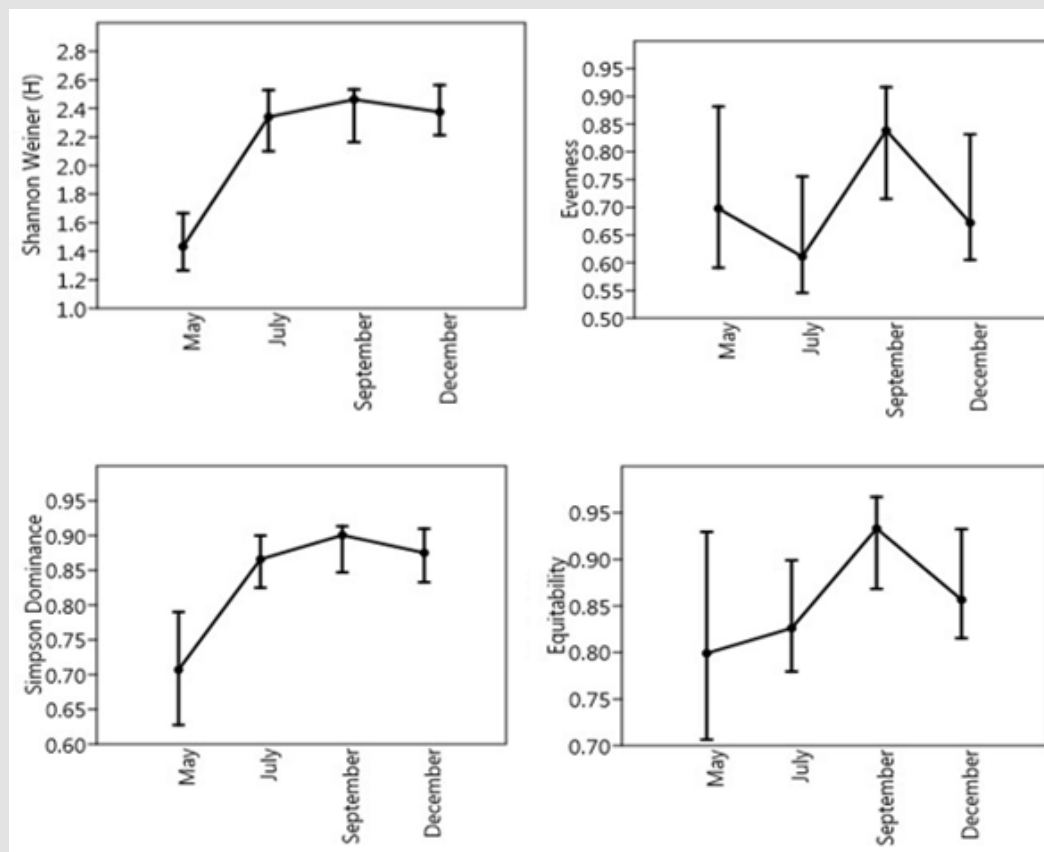 Shannon Weiner (H)
2.8
2.6
2.4
2.2
2.0
1.8
1.6
1.4
1.2
1.0
May
July
September
December
Evenness
0.95
0.90
0.85
0.80
0.75
0.70
0.65
0.60
0.55
0.50
May
July
September
December
Simpson Dominance
0.95
0.90
0.85
0.80
0.75
0.70
0.65
0.60
May
July
September
December
Equitability
0.95
0.90
0.85
0.80
0.75
0.70
May
July
September
December